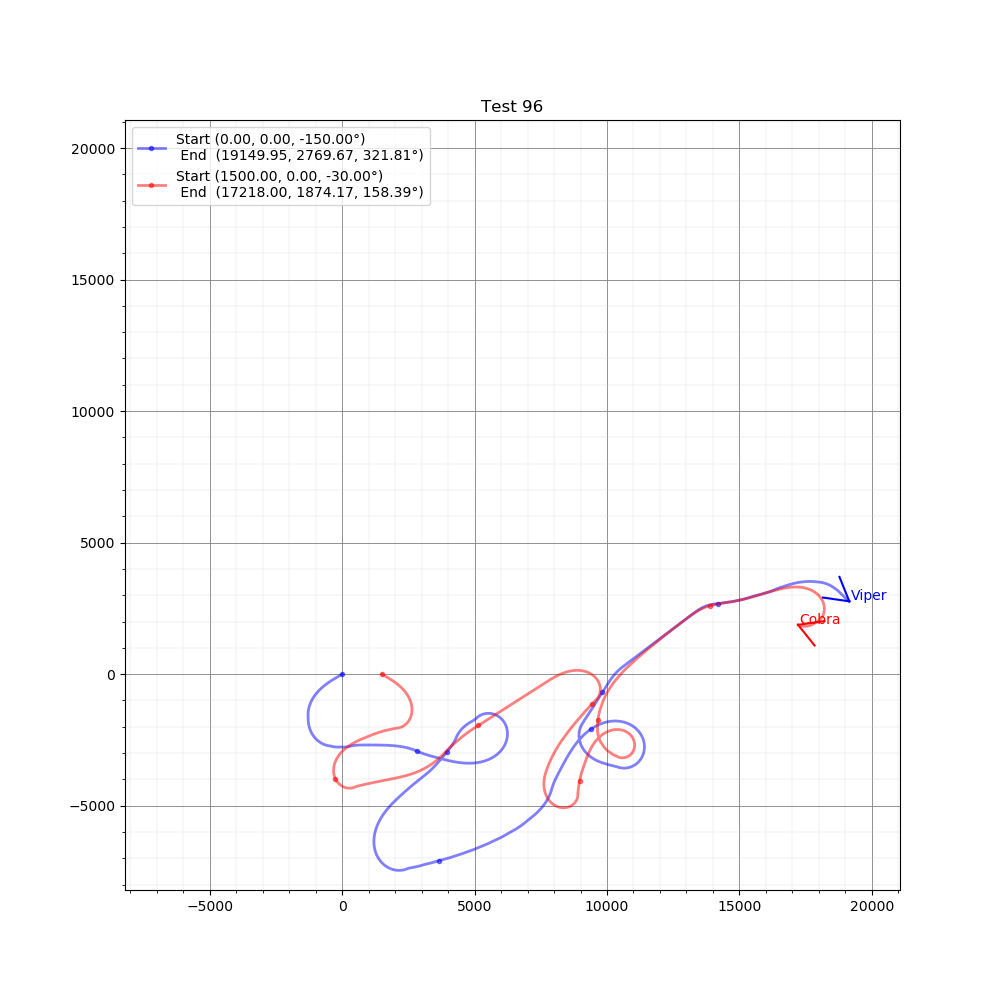 Test 96
Start (0.00, 0.00, -150.00°)
End (19149.95, 2769.67, 321.81°)
Start (1500.00, 0.00, -30.00°)
End (17218.00, 1874.17, 158.39°)
20000
15000
10000
5000
0
−5000
Viper
Cobra
−5000 0 5000 10000 15000 20000